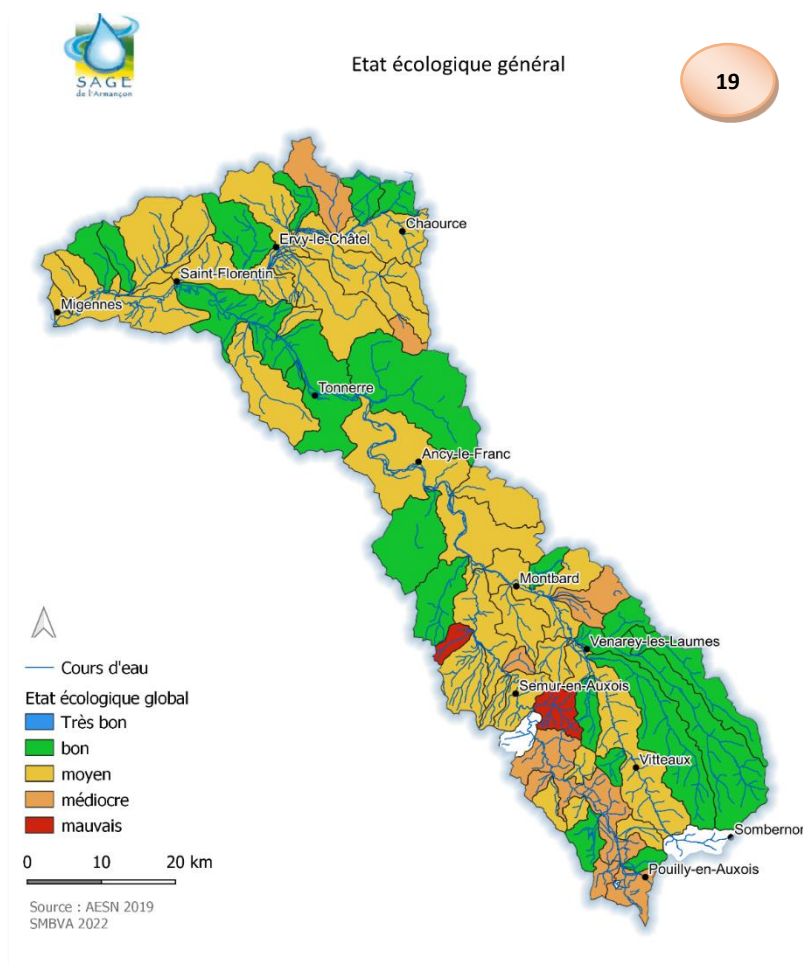 SAGE
de l'Armançon
Etat écologique général
19
Chaource
Ervy-le-Châtel
Saint-Florentin
Migennes
Tonnerre
Ancy-le-Franc
Montbard
Venarey-les-Laumes
Semur-en-Auxois
Vitteaux
Sombernon
Pouilly-en-Auxois
Cours d'eau
Etat écologique global
Très bon
bon
moyen
médiocre
mauvais
0 10 20 km
Source : AESN 2019
SMBVA 2022